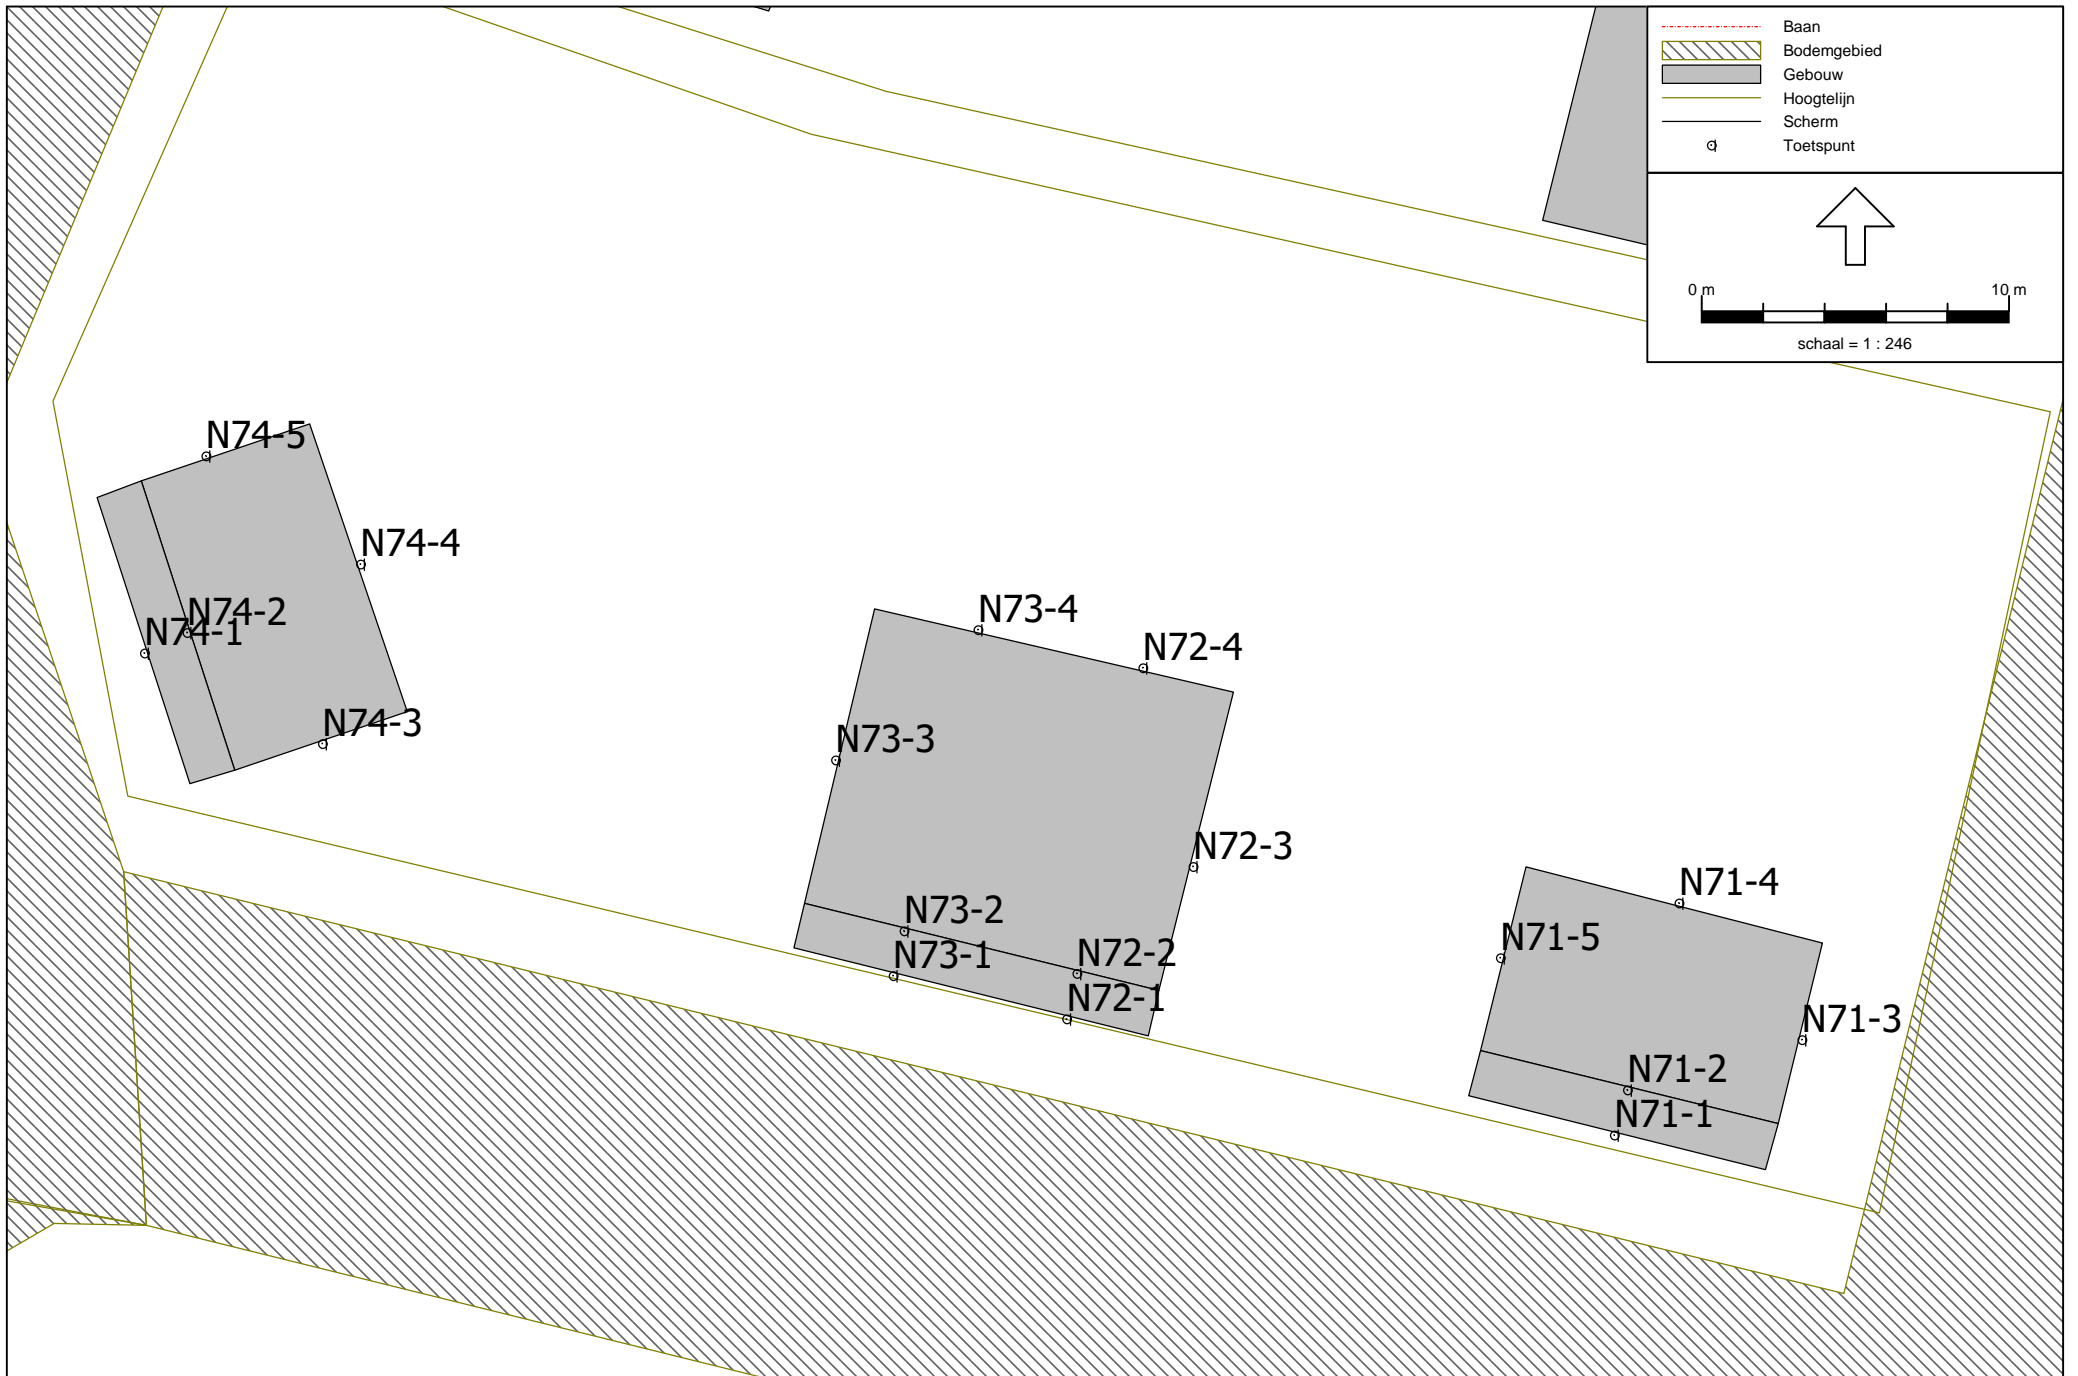 Baan
Bodemgebied
Gebouw
Hoogtelijn
Scherm
Toetspunt
0 m 10 m
schaal = 1 : 246
N74-5
N74-4
N74-2
N74-1
N74-3
N73-4
N72-4
N73-3
N72-3
N73-2
N73-1
N72-2
N72-1
N71-4
N71-5
N71-3
N71-2
N71-1